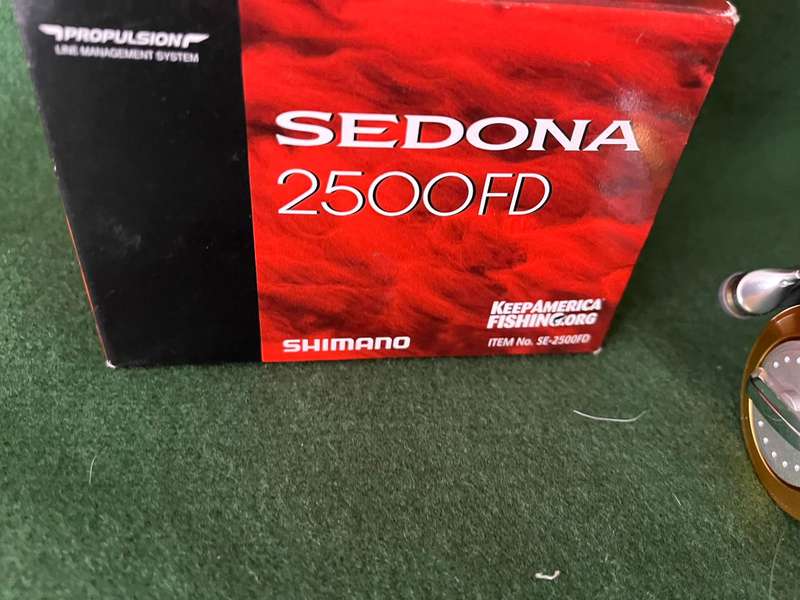 PROPULSION
LINE MANAGEMENT SYSTEM
SEDONA
2500FD
KEEPAMERICA
FISHING.ORG
SHIMANO
ITEM No. SE-2500FD